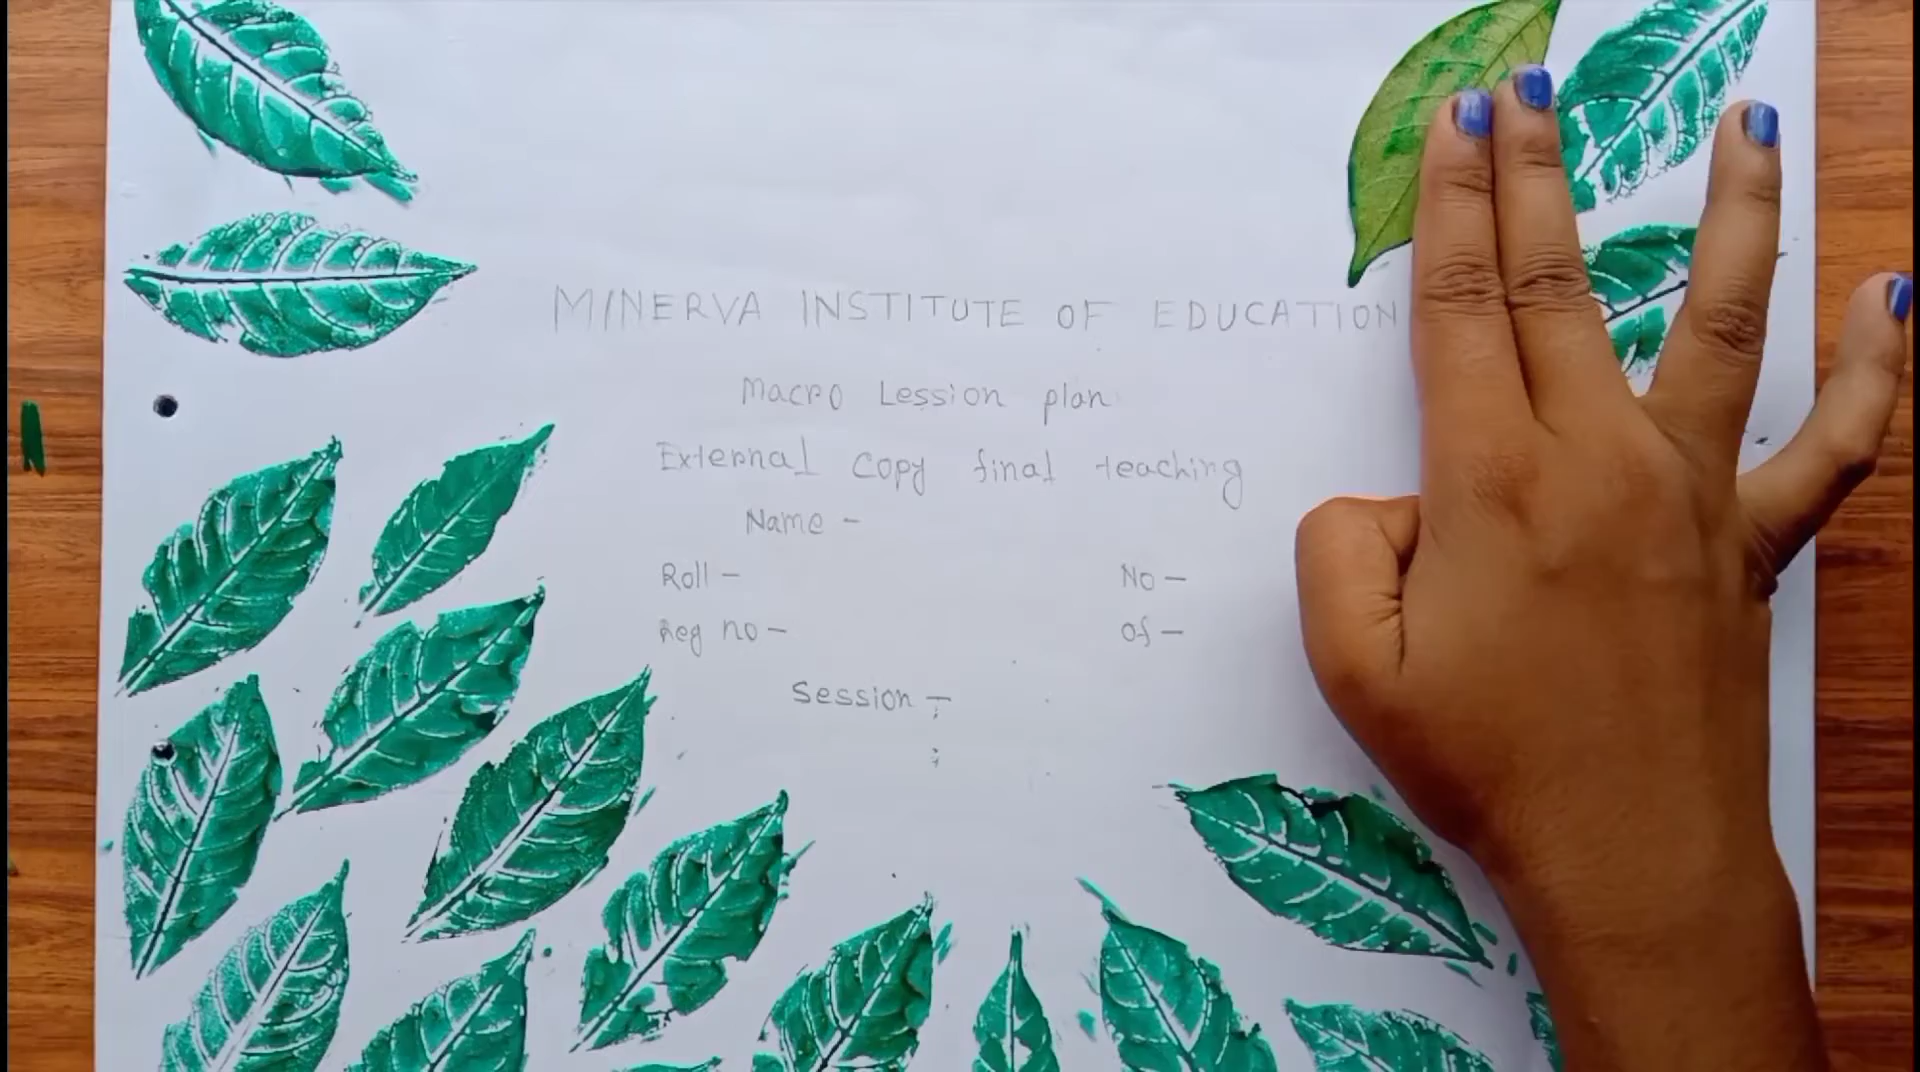 MINERVA INSTITUTE OF EDUCATION
Macro Lession plan
External copy final teaching
Name -
Roll -
No -
Reg no -
Of -
Session -